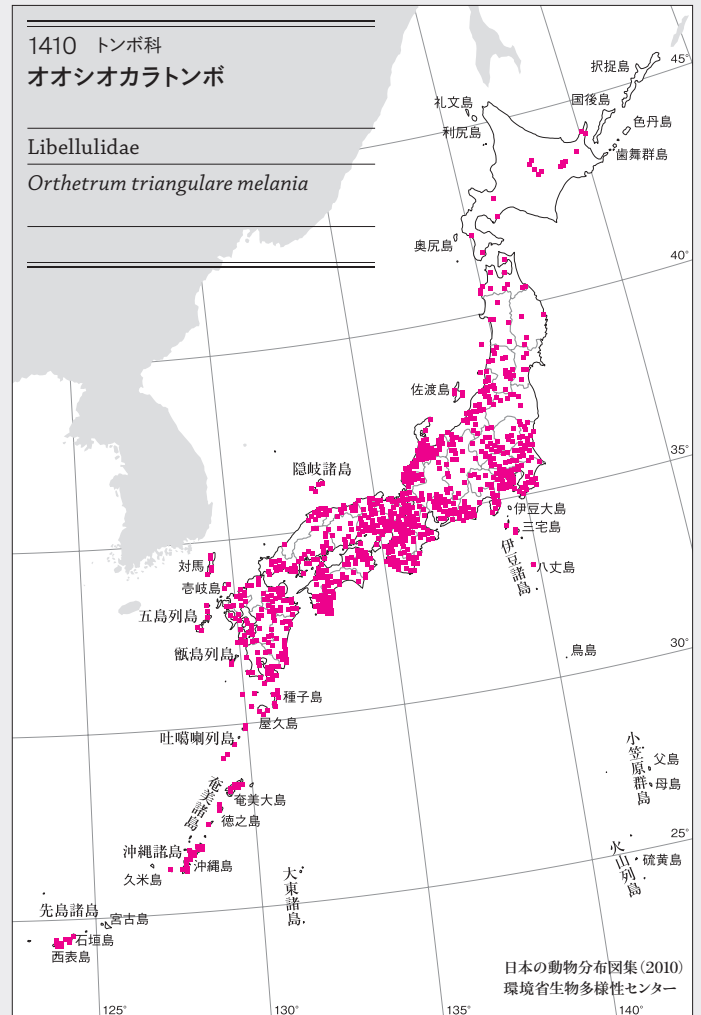 1410 トンボ科
オオシオカラトンボ
Libellulidae
Orthetrum triangulare melania
択捉島
45°
国後島
礼文島
色丹島
利尻島
歯舞群島
奥尻島
40°
佐渡島
35°
隠岐諸島
伊豆大島
三宅島
伊豆諸島
八丈島
対馬
壱岐島
五島列島
甑島列島
鳥島
30°
種子島
屋久島
吐噶喇列島
小笠原群島
父島
母島
奄美諸島
奄美大島
徳之島
25°
沖縄諸島
沖縄島
久米島
火山列島
硫黄島
大東諸島
先島諸島
宮古島
石垣島
西表島
日本の動物分布図集(2010)
環境省生物多様性センター
125°
130°
135°
140°